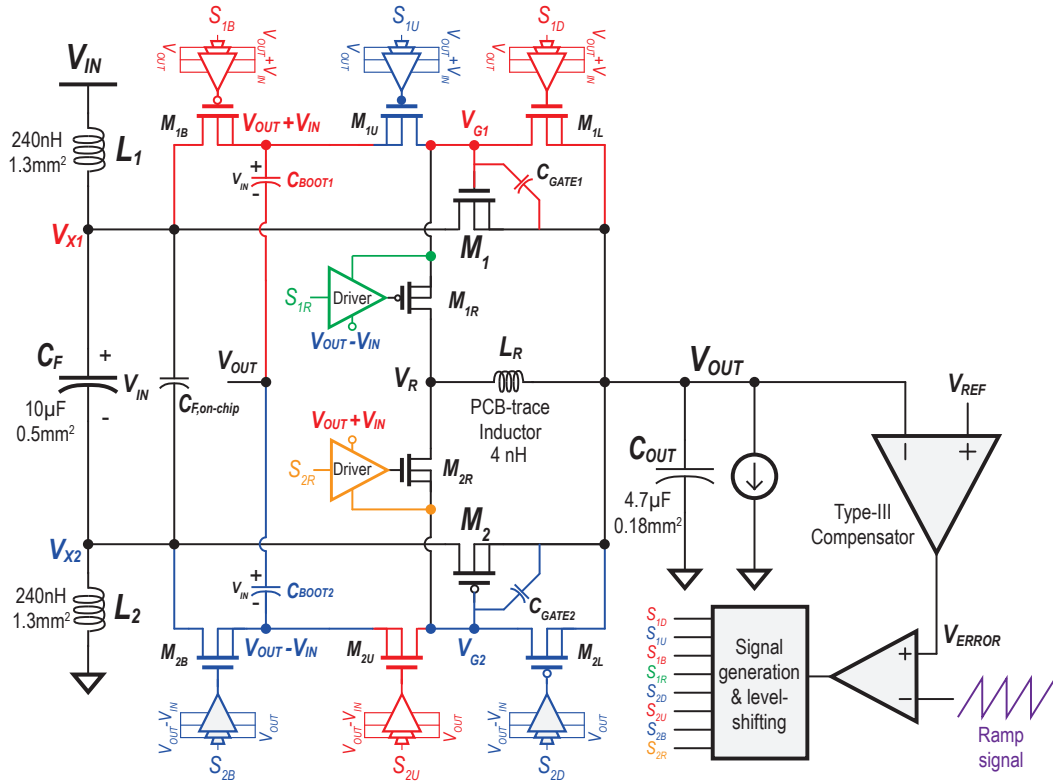 S1B
S1U
S1D
VOUT
VOUT+VIN
VOUT
VOUT+VIN
VOUT
VOUT+VIN
VIN
M1B
VOUT+VIN
M1U
VG1
M1L
240nH
1.3mm²
L1
+
VIN
-
CBOOT1
CGATE1
VX1
M1
S1R
Driver
M1R
VOUT-VIN
CF
+
VIN
-
10µF
0.5mm²
CF,on-chip
VOUT
VR
LR
PCB-trace
Inductor
4 nH
VOUT
VREF
−
+
VOUT+VIN
S2R
Driver
M2R
COUT
4.7µF
0.18mm²
Type-III
Compensator
M2
VX2
240nH
1.3mm²
L2
+
VIN
-
CBOOT2
CGATE2
M2B
VOUT-VIN
M2U
VG2
M2L
VOUT-VIN
VOUT
VOUT-VIN
VOUT
VOUT-VIN
VOUT
S2B
S2U
S2D
S1D
S1U
S1B
S1R
S2D
S2U
S2B
S2R
Signal
generation
& level-
shifting
+
−
VERROR
Ramp
signal